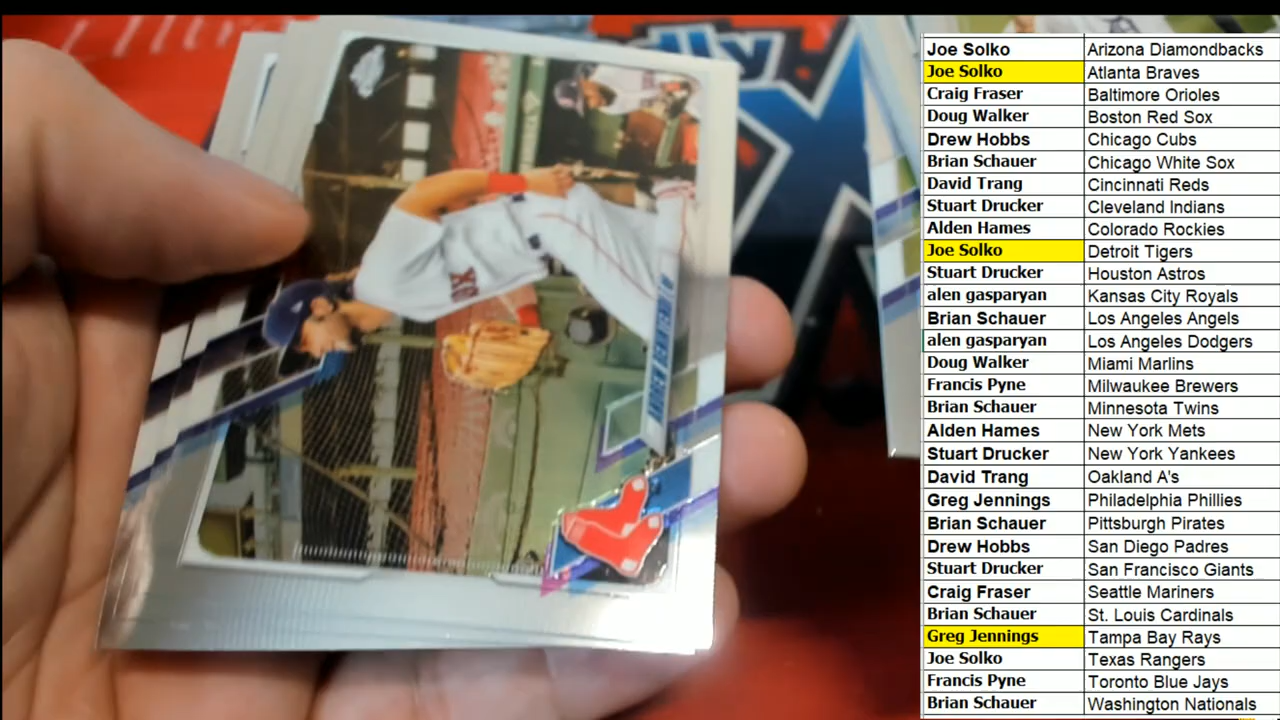 Joe Solko Arizona Diamondbacks
Joe Solko Atlanta Braves
Craig Fraser Baltimore Orioles
Doug Walker Boston Red Sox
Drew Hobbs Chicago Cubs
Brian Schauer Chicago White Sox
David Trang Cincinnati Reds
Stuart Drucker Cleveland Indians
Alden Hames Colorado Rockies
Joe Solko Detroit Tigers
Stuart Drucker Houston Astros
alen gasparyan Kansas City Royals
Brian Schauer Los Angeles Angels
alen gasparyan Los Angeles Dodgers
Doug Walker Miami Marlins
Francis Pyne Milwaukee Brewers
Brian Schauer Minnesota Twins
Alden Hames New York Mets
Stuart Drucker New York Yankees
David Trang Oakland A's
Greg Jennings Philadelphia Phillies
Brian Schauer Pittsburgh Pirates
Drew Hobbs San Diego Padres
Stuart Drucker San Francisco Giants
Craig Fraser Seattle Mariners
Brian Schauer St. Louis Cardinals
Greg Jennings Tampa Bay Rays
Joe Solko Texas Rangers
Francis Pyne Toronto Blue Jays
Brian Schauer Washington Nationals
ANDREW BENINTENDI